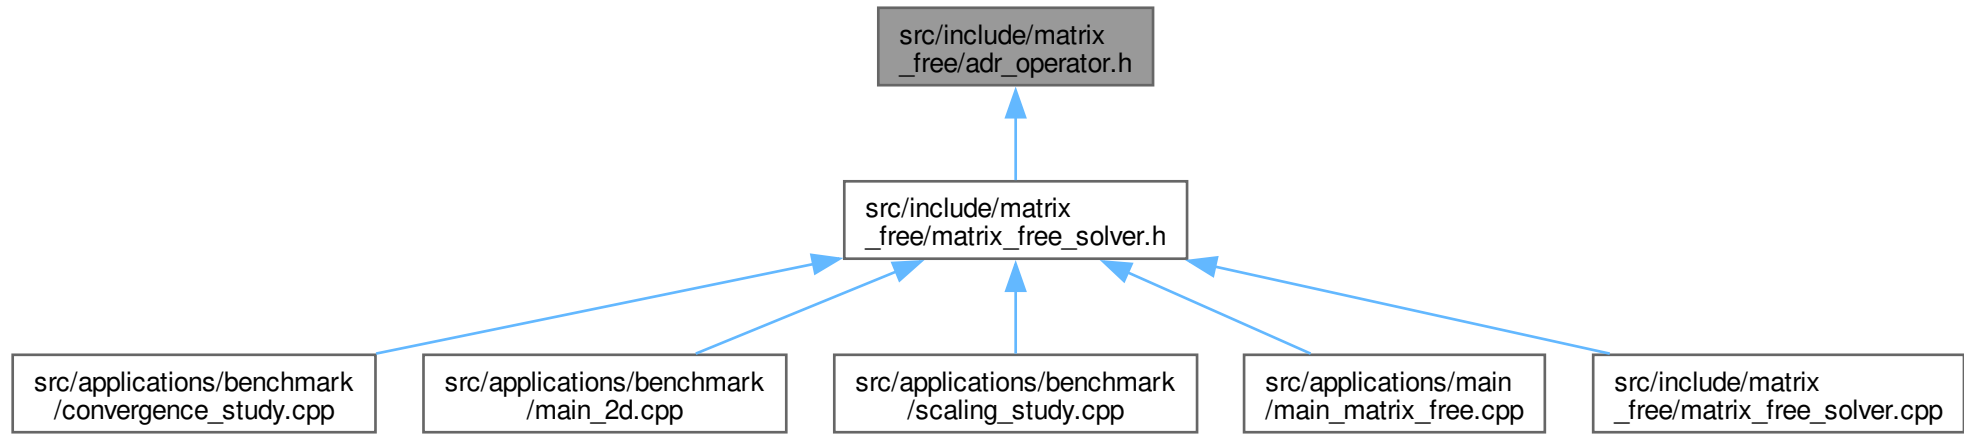 src/include/matrix
_free/adr_operator.h
src/include/matrix
_free/matrix_free_solver.h
src/applications/benchmark
/convergence_study.cpp
src/applications/benchmark
/main_2d.cpp
src/applications/benchmark
/scaling_study.cpp
src/applications/main
/main_matrix_free.cpp
src/include/matrix
_free/matrix_free_solver.cpp